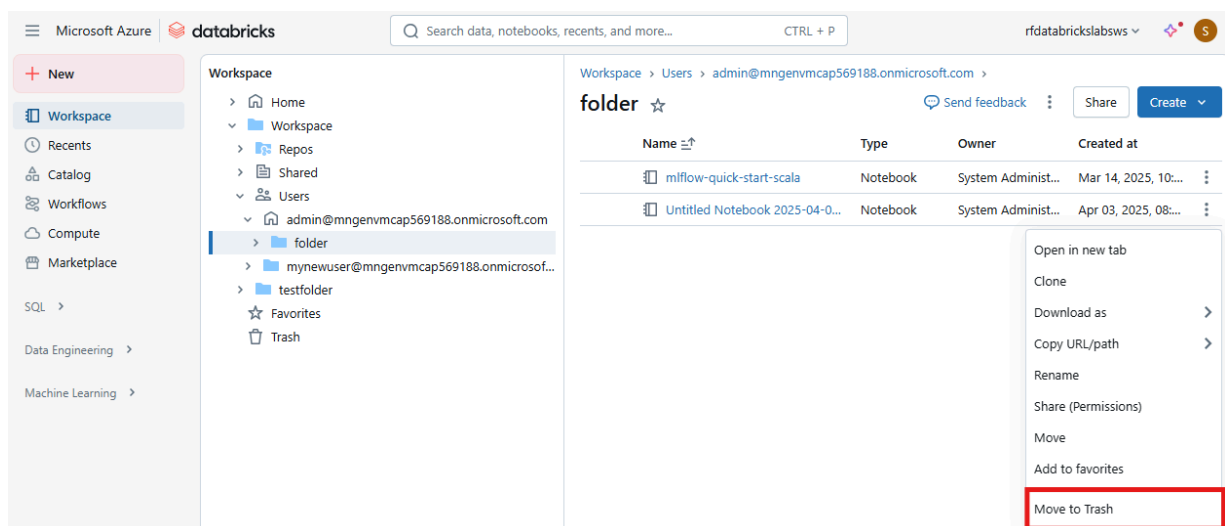 Microsoft Azure databricks
Search data, notebooks, recents, and more... CTRL + P
rfdatabrickslabsws
S
New
Workspace
Recents
Catalog
Workflows
Compute
Marketplace
SQL
Data Engineering
Machine Learning
Workspace
Home
Workspace
Repos
Shared
Users
admin@mngenvmcap569188.onmicrosoft.com
folder
mynewuser@mngenvmcap569188.onmicrosof...
testfolder
Favorites
Trash
Workspace > Users > admin@mngenvmcap569188.onmicrosoft.com >
folder
Send feedback
Share
Create
Name Type Owner Created at
mlflow-quick-start-scala Notebook System Administ... Mar 14, 2025, 10:...
Untitled Notebook 2025-04-0... Notebook System Administ... Apr 03, 2025, 08:...
Open in new tab
Clone
Download as
Copy URL/path
Rename
Share (Permissions)
Move
Add to favorites
Move to Trash